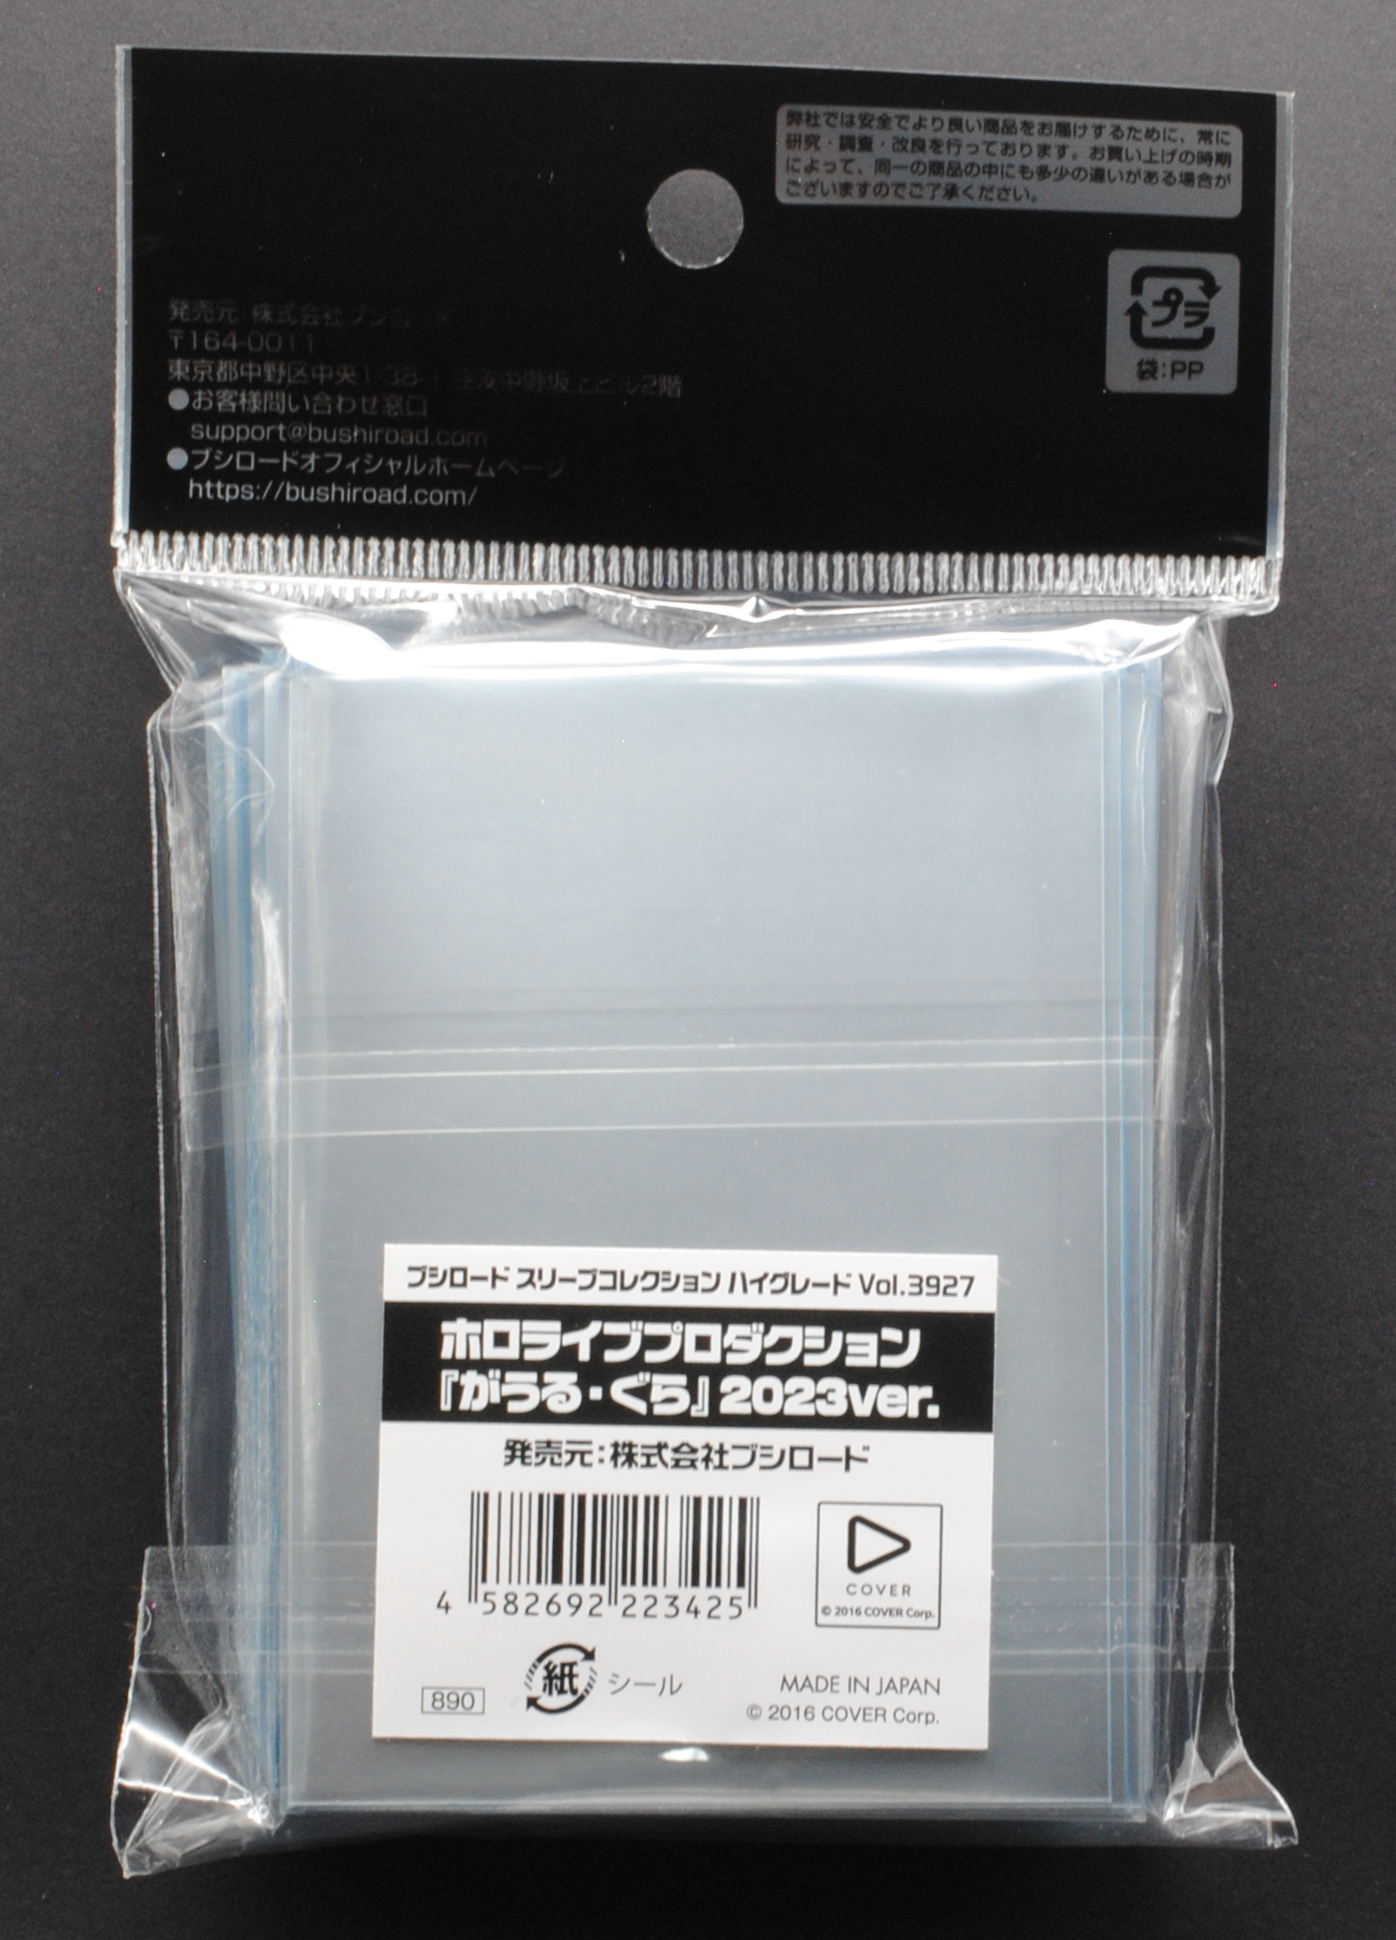 弊社では安全でより良い商品をお届けするために、常に
研究・調査・改良を行っております。お買い上げの時期
によって、同一の商品の中にも多少の違いがある場合が
ございますのでご了承ください。
プラ
袋:PP
発売元 株式会社ブシロード
〒164-0011
東京都中野区中央1-38-1 住友中野坂上ビル2階
●お客様問い合わせ窓口
support@bushiroad.com
●ブシロードオフィシャルホームページ
https://bushiroad.com/
ブシロード スリーブコレクション ハイグレード Vol.3927
ホロライブプロダクション
『がうる・ぐら』2023ver.
発売元:株式会社ブシロード
4 582692 223425
COVER
© 2016 COVER Corp.
890
紙 シール
MADE IN JAPAN
© 2016 COVER Corp.